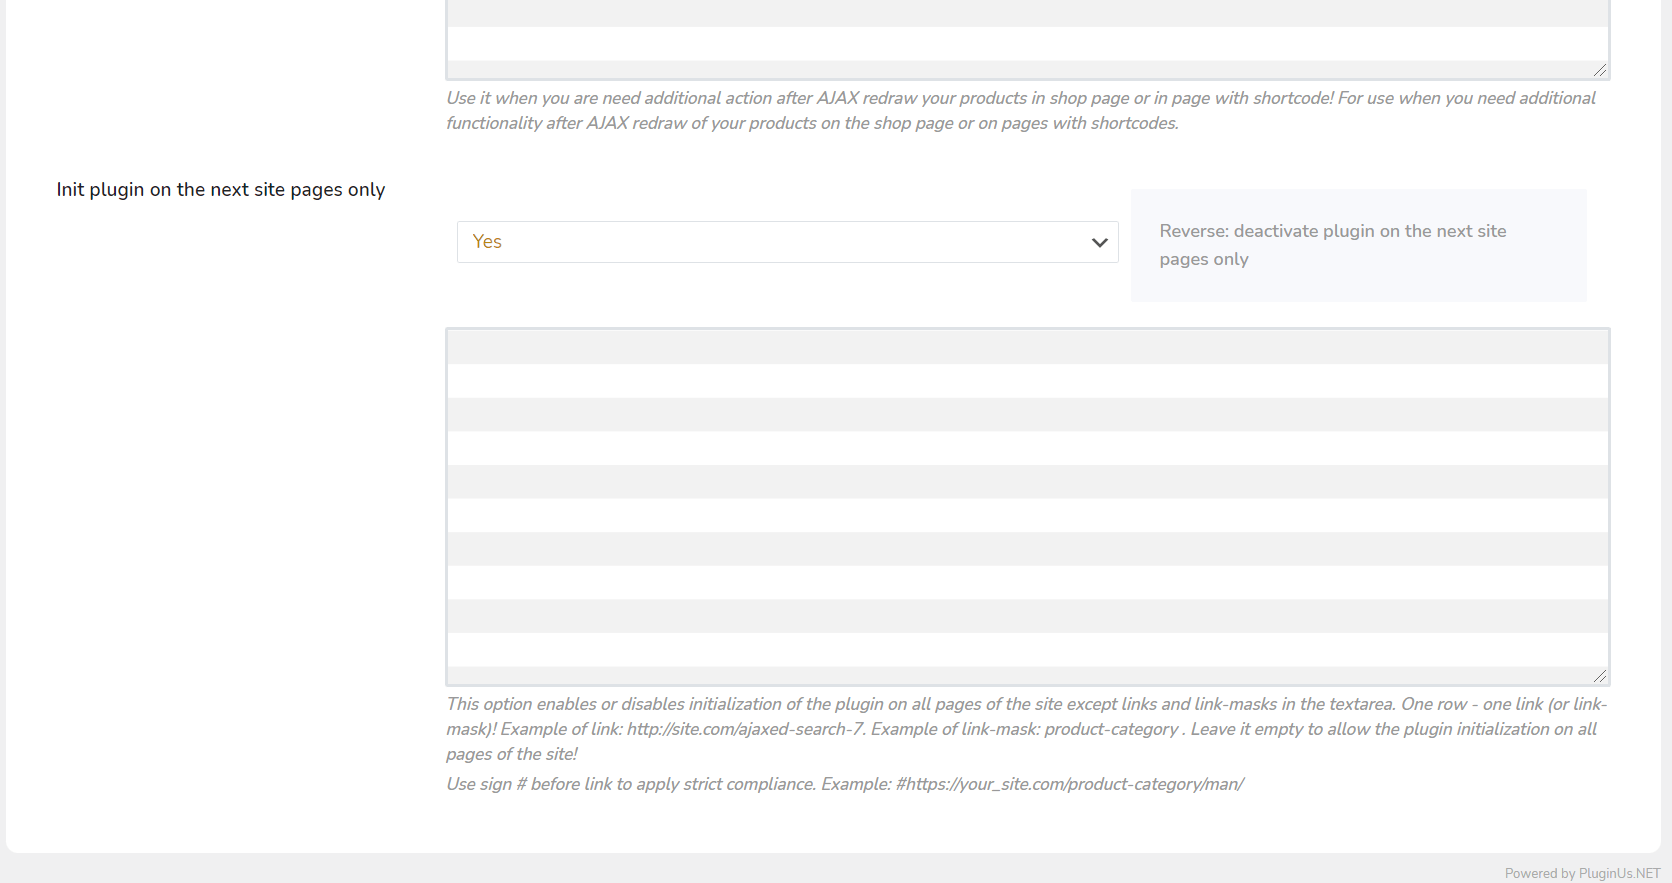 Use it when you are need additional action after AJAX redraw your products in shop page or in page with shortcode! For use when you need additional
functionality after AJAX redraw of your products on the shop page or on pages with shortcodes.
Init plugin on the next site pages only
Yes
Reverse: deactivate plugin on the next site
pages only
This option enables or disables initialization of the plugin on all pages of the site except links and link-masks in the textarea. One row - one link (or link-
mask)! Example of link: http://site.com/ajaxed-search-7. Example of link-mask: product-category . Leave it empty to allow the plugin initialization on all
pages of the site!
Use sign # before link to apply strict compliance. Example: #https://your_site.com/product-category/man/
Powered by PluginUs.NET